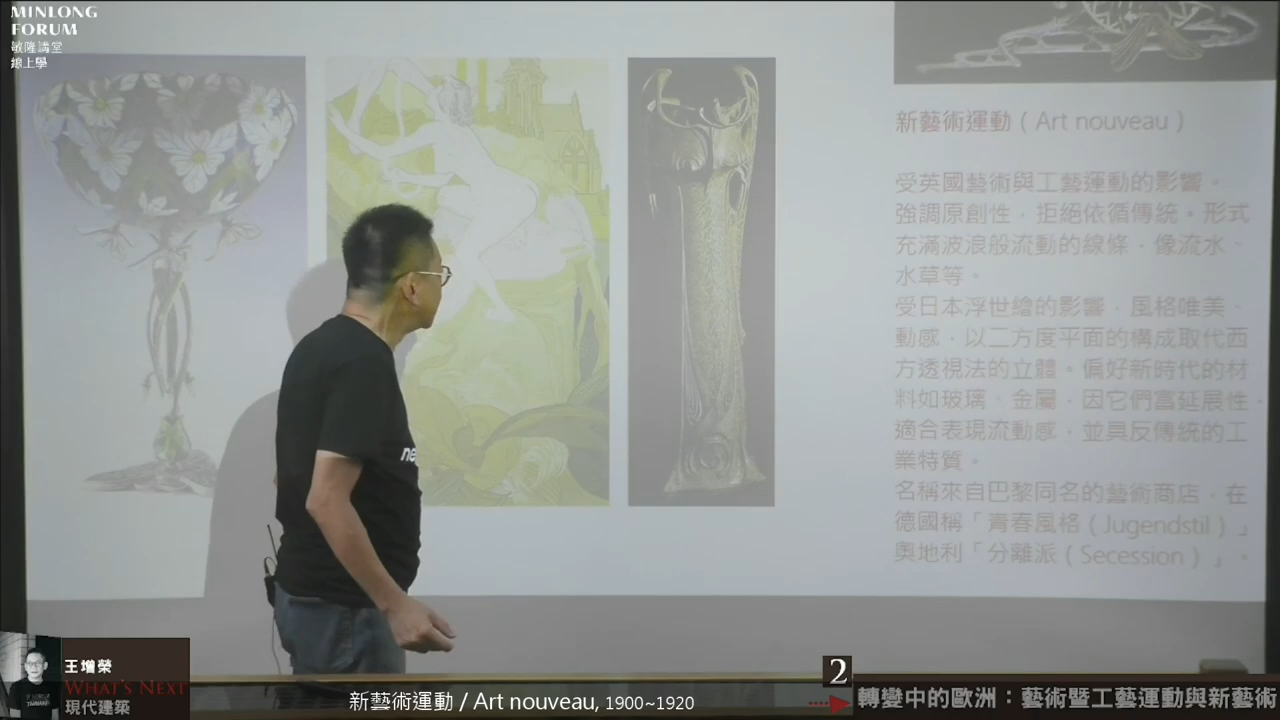 MINLONG
FORUM
敏隆講堂
線上學
新藝術運動（Art nouveau）
受英國藝術與工藝運動的影響。
強調原創性，拒絕依循傳統。形式
充滿波浪般流動的線條，像流水、
水草等。
受日本浮世繪的影響，風格唯美、
動感，以二方度平面的構成取代西
方透視法的立體。偏好新時代的材
料如玻璃、金屬，因它們富延展性，
適合表現流動感，並具反傳統的工
業特質。
名稱來自巴黎同名的藝術商店，在
德國稱「青春風格（Jugendstil）」
奧地利「分離派（Secession）」。
王增榮
WHAT'S NEXT
現代建築
新藝術運動 / Art nouveau, 1900~1920
2
轉變中的歐洲：藝術暨工藝運動與新藝術